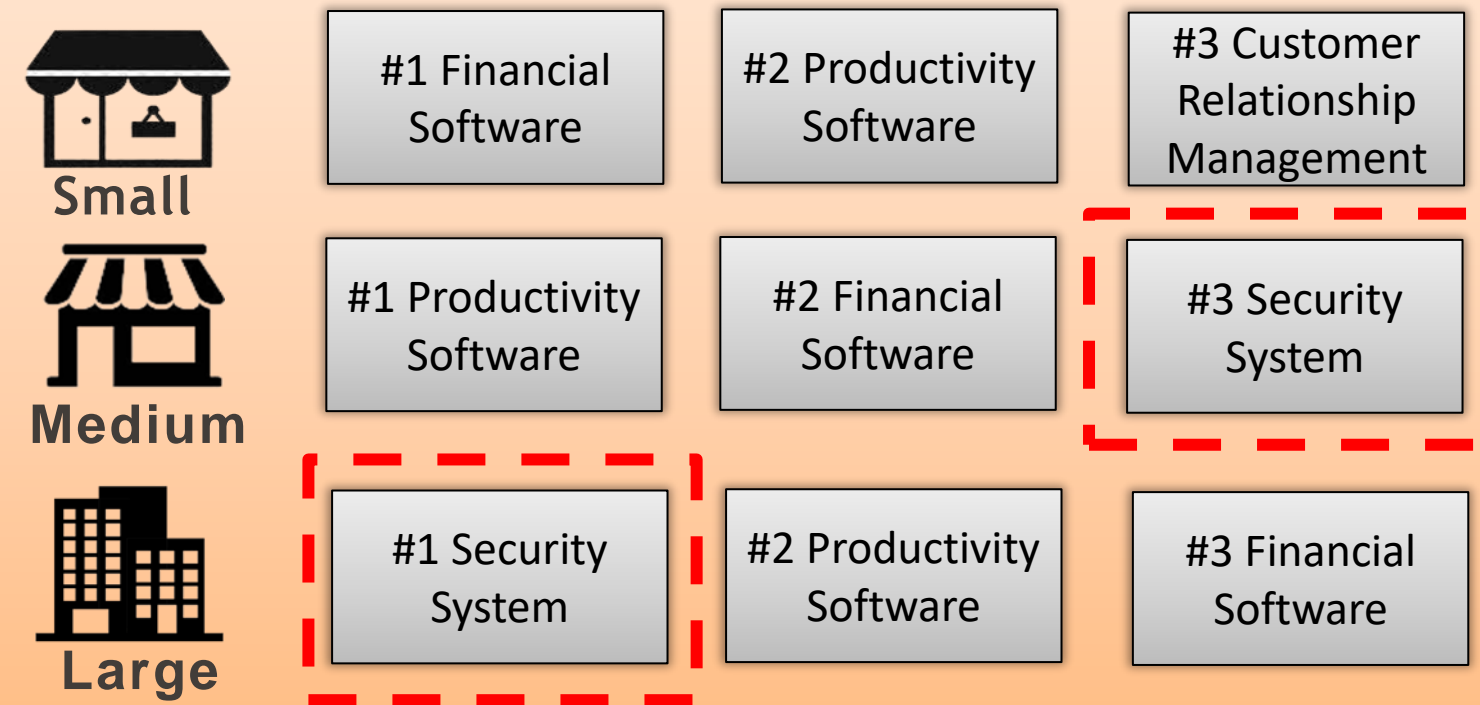 #1 Financial
Software
#2 Productivity
Software
#3 Customer
Relationship
Management
Small
#1 Productivity
Software
#2 Financial
Software
#3 Security
System
Medium
#1 Security
System
#2 Productivity
Software
#3 Financial
Software
Large